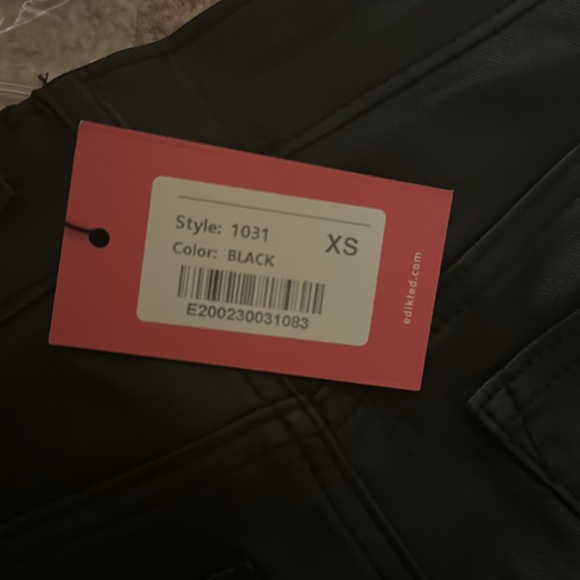 Style: 1031
XS
Color: BLACK
E200230031083
edikted.com